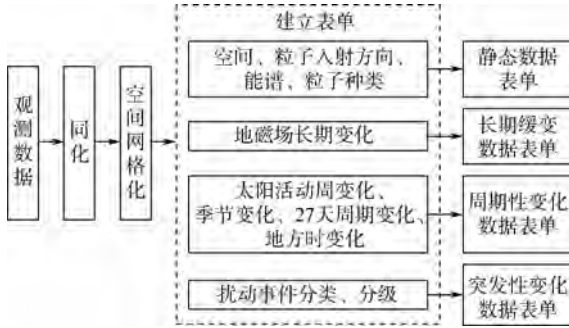 建立表单
观测数据
同化
空间网格化
空间、粒子入射方向、
能谱、粒子种类
静态数据
表单
地磁场长期变化
长期缓变
数据表单
太阳活动周变化、
季节变化、27天周期变化、
地方时变化
周期性变化
数据表单
扰动事件分类、分级
突发性变化
数据表单